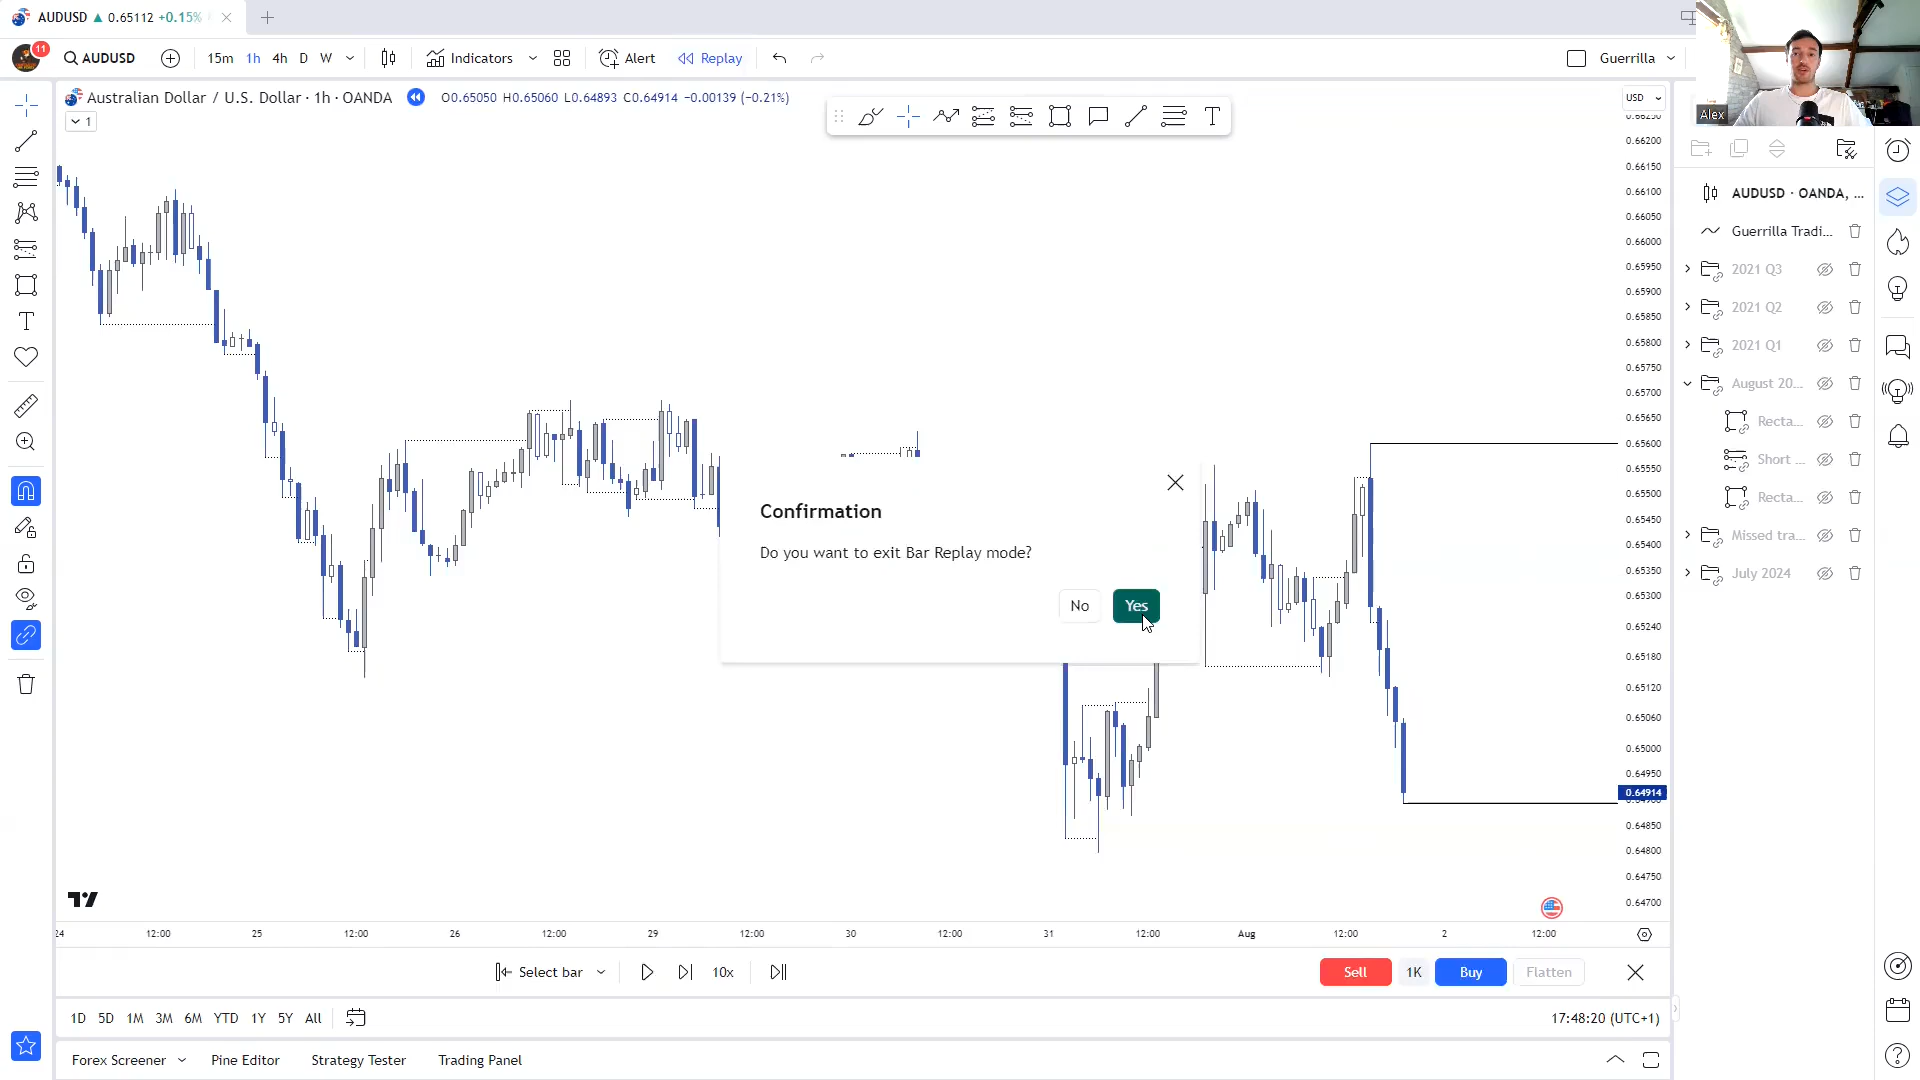 AUDUSD ▲ 0.65112 +0.15%
11
AUDUSD
15m 1h 4h D W
Indicators
Alert
Replay
Guerrilla
Alex
Australian Dollar / U.S. Dollar · 1h · OANDA
O0.65050 H0.65060 L0.64893 C0.64914 −0.00139 (−0.21%)
1
USD
0.66250
0.66200
0.66150
0.66100
0.66050
0.66000
0.65950
0.65900
0.65850
0.65800
0.65750
0.65700
0.65650
0.65600
0.65550
0.65500
0.65450
0.65400
0.65350
0.65300
0.65240
0.65180
0.65120
0.65060
0.65000
0.64950
0.64914
0.64850
0.64800
0.64750
0.64700
AUDUSD · OANDA, ...
Guerrilla Tradi...
2021 Q3
2021 Q2
2021 Q1
August 20...
Recta...
Short ...
Recta...
Missed tra...
July 2024
Confirmation
Do you want to exit Bar Replay mode?
No
Yes
24 12:00 25 12:00 26 12:00 29 12:00 30 12:00 31 12:00 Aug 12:00 2 12:00
Select bar
10x
Sell
1K
Buy
Flatten
1D 5D 1M 3M 6M YTD 1Y 5Y All
17:48:20 (UTC+1)
Forex Screener
Pine Editor
Strategy Tester
Trading Panel